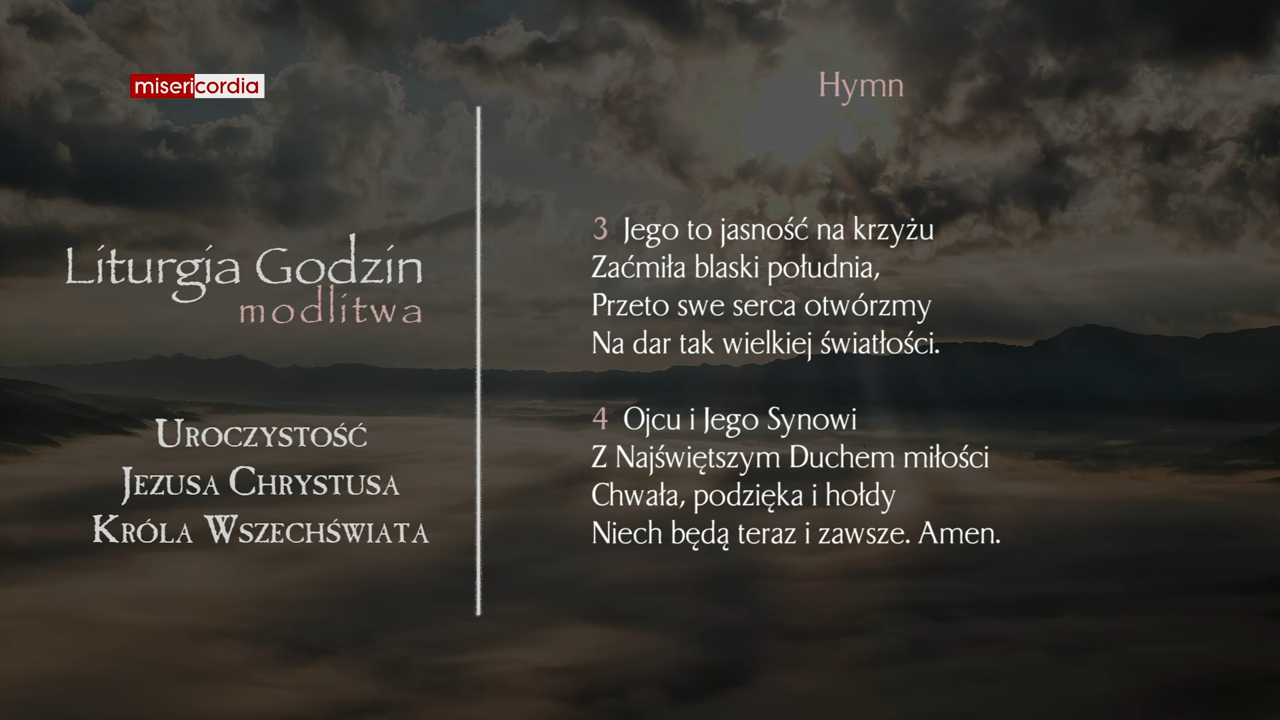 misericordia
Liturgia Godzin
modlitwa
Uroczystość
Jezusa Chrystusa
Króla Wszechświata
Hymn
3 Jego to jasność na krzyżu
Zaćmiła blaski południa,
Przeto swe serca otwórzmy
Na dar tak wielkiej światłości.
4 Ojcu i Jego Synowi
Z Najświętszym Duchem miłości
Chwała, podzięka i hołdy
Niech będą teraz i zawsze. Amen.